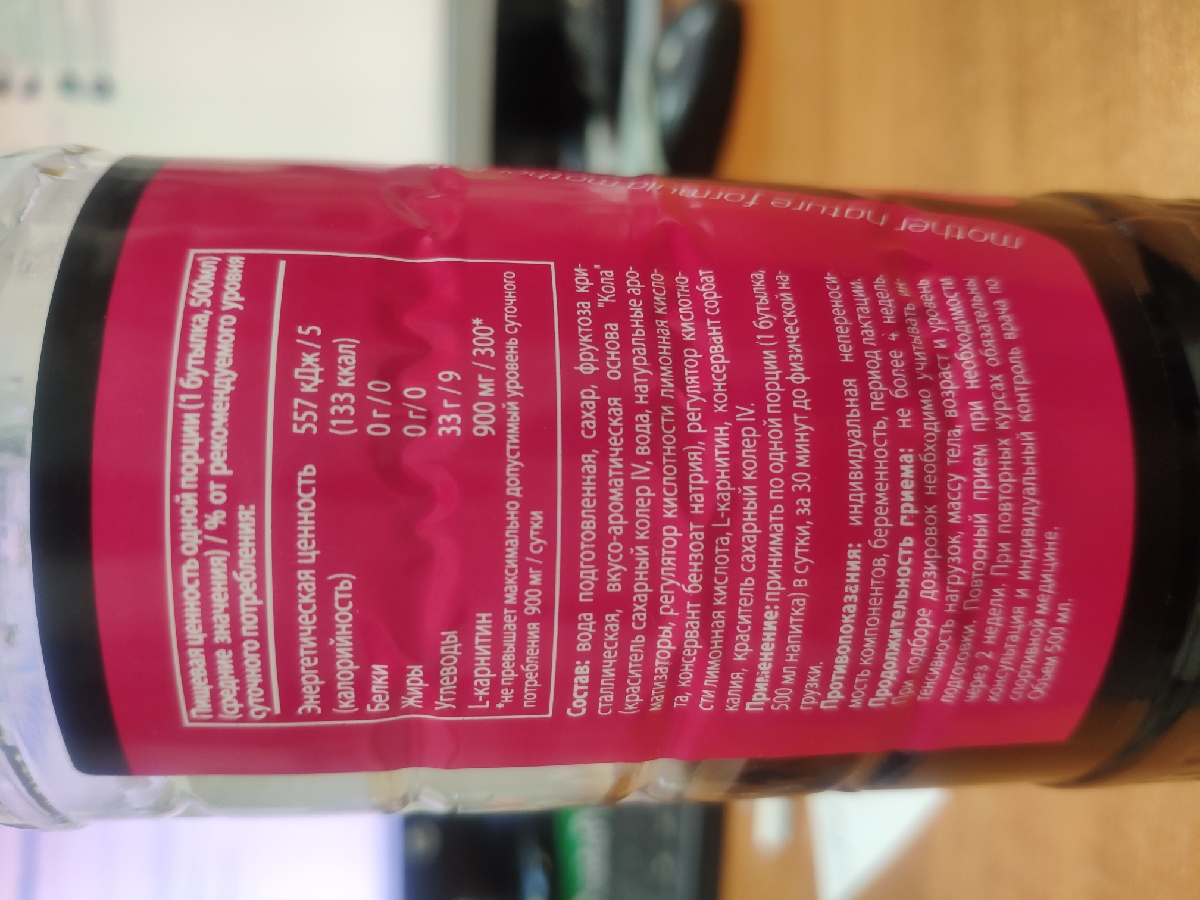 Пищевая ценность одной порции (1 бутылка, 500мл)
(средние значения) / % от рекомендуемого уровня
суточного потребления:
Энергетическая ценность 557 кДж / 5
(калорийность) (133 ккал)
Белки 0 г / 0
Жиры 0 г / 0
Углеводы 33 г / 9
L-карнитин 900 мг / 300*
*не превышает максимально допустимый уровень суточного
потребления 900 мг / сутки
Состав: вода подготовленная, сахар, фруктоза кри-
сталлическая, вкусо-ароматическая основа "Кола"
(краситель сахарный колер IV, вода, натуральные аро-
матизаторы, регулятор кислотности лимонная кисло-
та, консервант бензоат натрия), регулятор кислотно-
сти лимонная кислота, L-карнитин, консервант сорбат
калия, краситель сахарный колер IV.
Применение: принимать по одной порции (1 бутылка,
500 мл напитка) в сутки, за 30 минут до физической на-
грузки.
Противопоказания: индивидуальная непереноси-
мость компонентов, беременность, период лактации.
Продолжительность приема: не более 4 недель.
При подборе дозировок необходимо учитывать ин-
тенсивность нагрузок, массу тела, возраст и уровень
подготовки. Повторный прием при необходимости
через 2 недели. При повторных курсах обязательны
консультация и индивидуальный контроль врача по
спортивной медицине.
Объем 500 мл.
mother nature formula mother